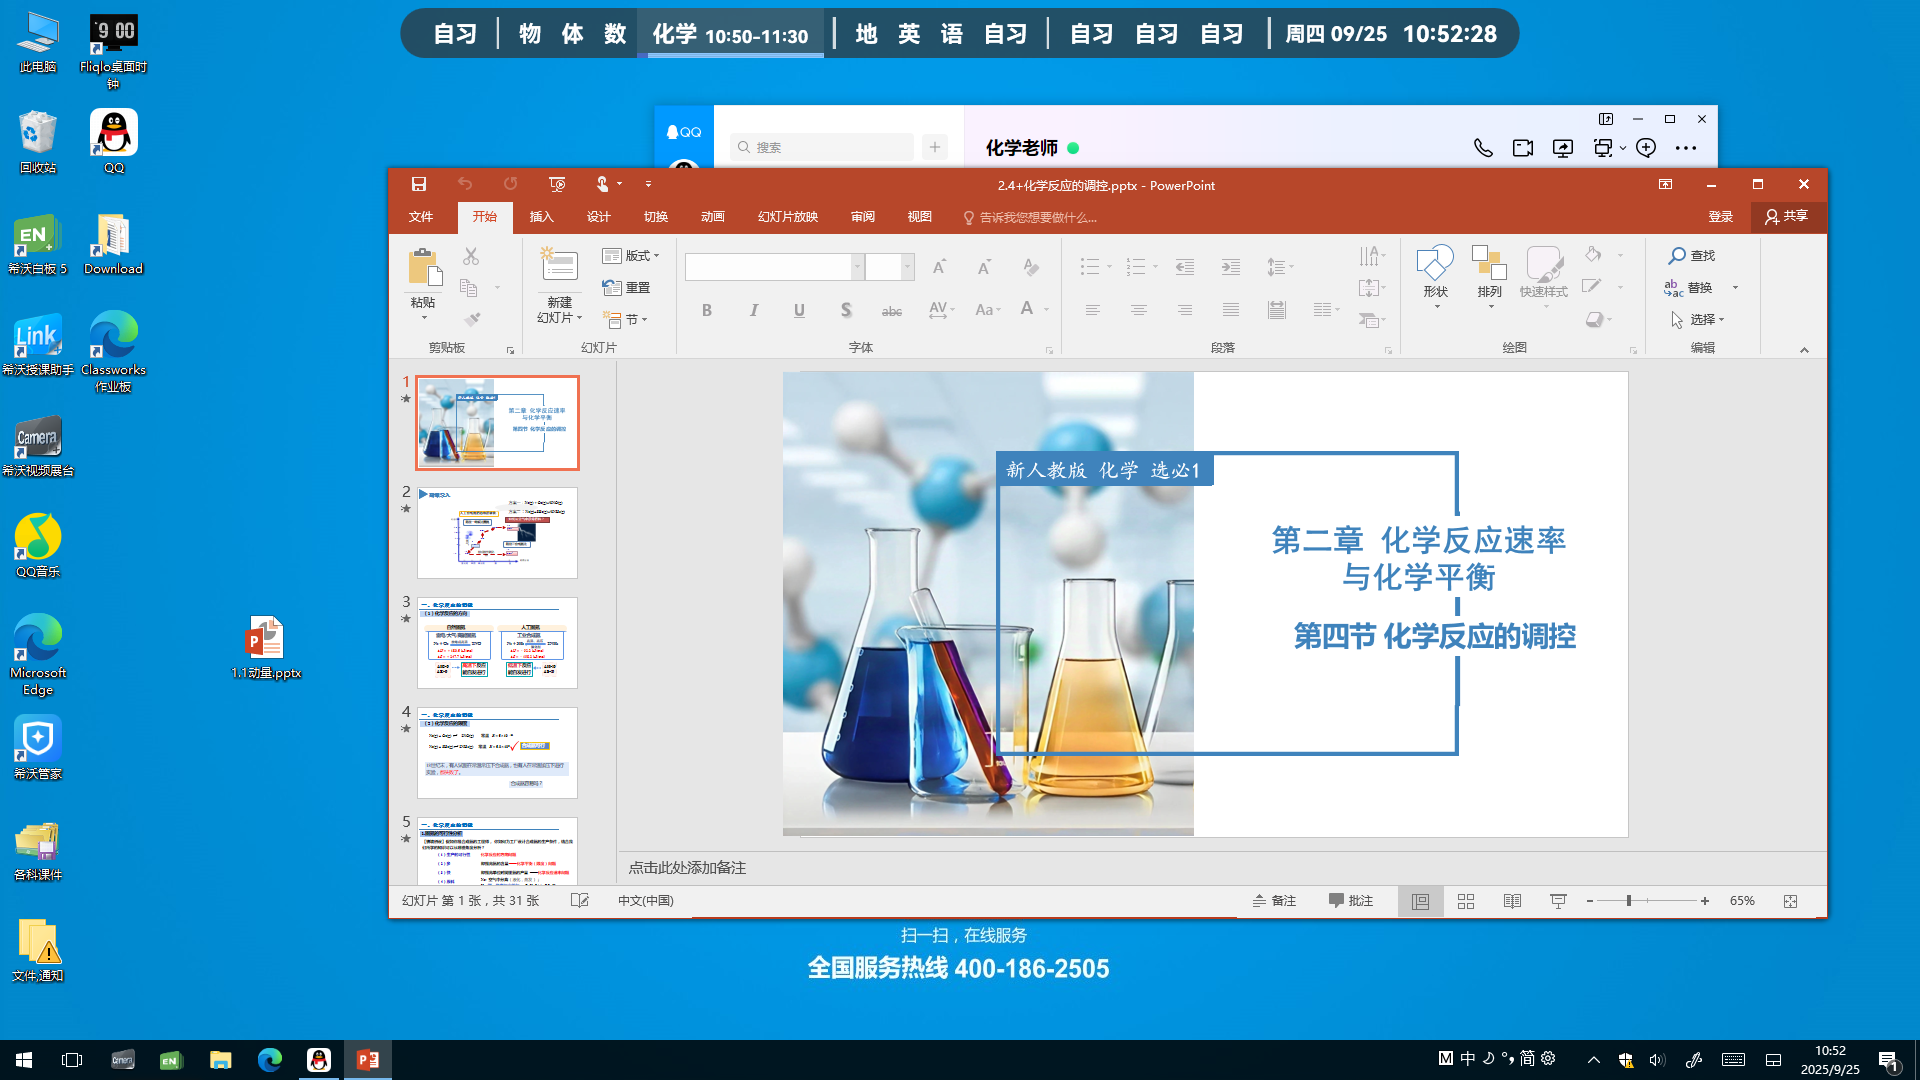 自习 物 体 数 化学 10:50-11:30 地 英 语 自习 自习 自习 自习 周四 09/25 10:52:28
此电脑
Fliqlo桌面时钟
回收站
QQ
希沃白板 5
Download
希沃授课助手
Classworks作业板
希沃视频展台
QQ音乐
Microsoft Edge
1.1动量.pptx
希沃管家
各科课件
文件,通知
QQ
搜索
化学老师
2.4+化学反应的调控.pptx - PowerPoint
文件 开始 插入 设计 切换 动画 幻灯片放映 审阅 视图 告诉我您想要做什么... 登录 共享
粘贴
剪贴板
新建
幻灯片
版式
重置
节
幻灯片
字体
段落
形状
排列
快速样式
绘图
查找
替换
选择
编辑
1
2
3
4
5
新人教版 化学 选必1
第二章 化学反应速率
与化学平衡
第四节 化学反应的调控
点击此处添加备注
幻灯片 第 1 张，共 31 张 中文(中国) 备注 批注 65%
扫一扫，在线服务
全国服务热线 400-186-2505
M 中 简
10:52
2025/9/25
1